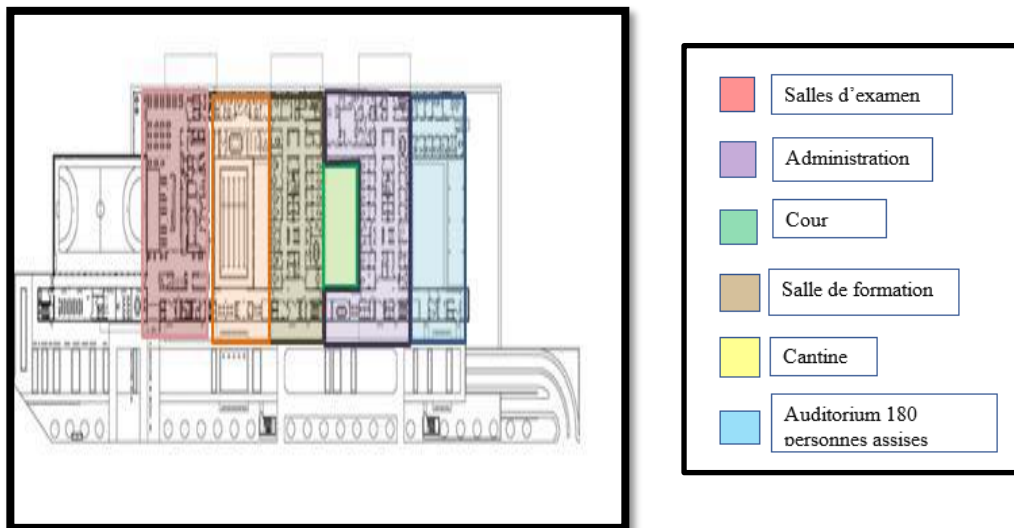 Salles d'examen
Administration
Cour
Salle de formation
Cantine
Auditorium 180
personnes assises